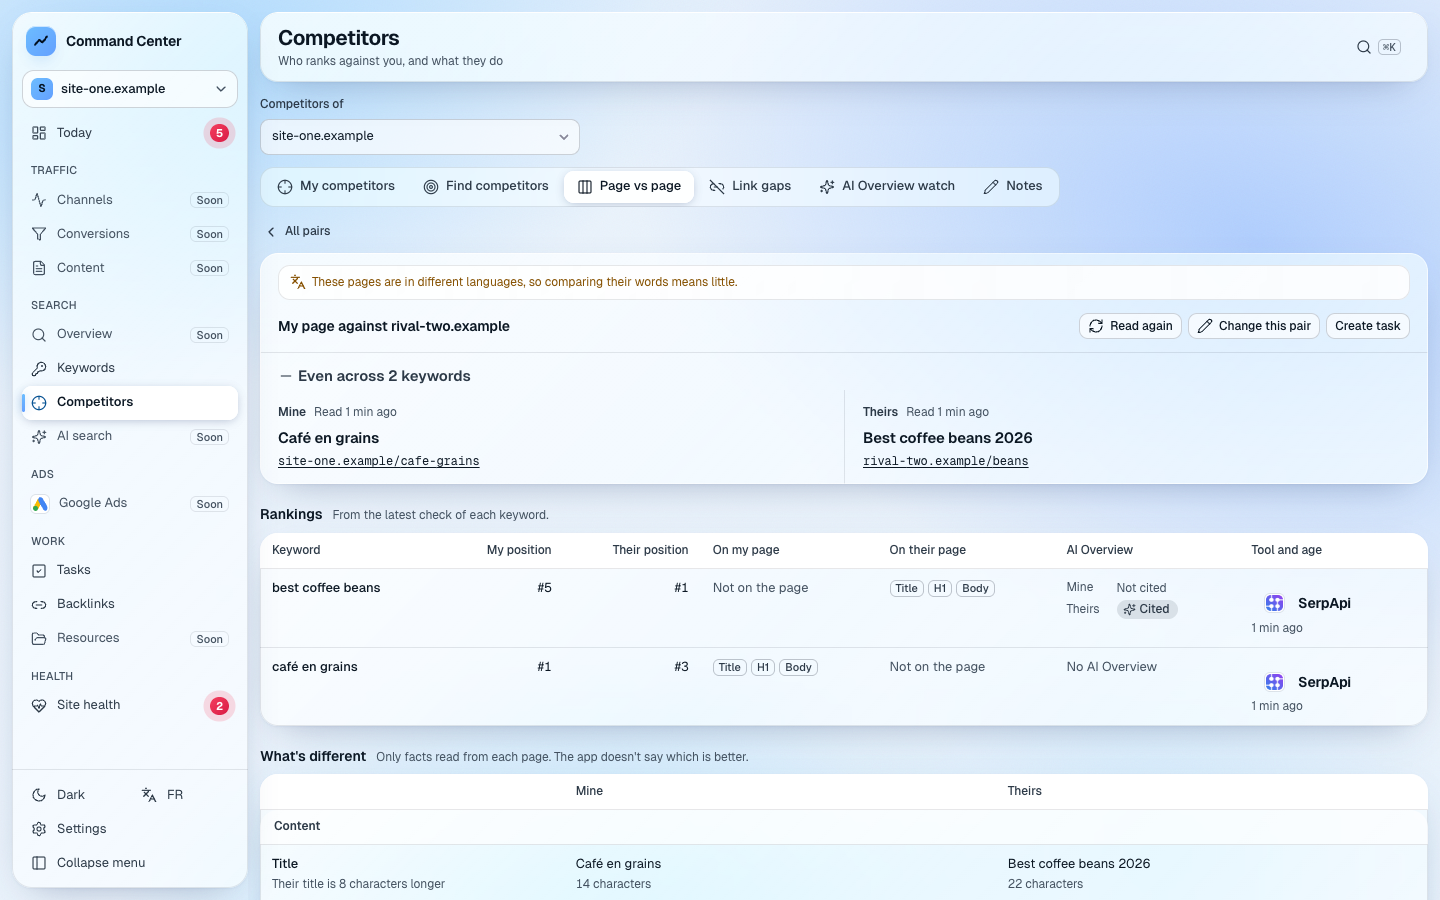 Command Center
S site-one.example
Today 5
TRAFFIC
Channels Soon
Conversions Soon
Content Soon
SEARCH
Overview Soon
Keywords
Competitors
AI search Soon
ADS
Google Ads Soon
WORK
Tasks
Backlinks
Resources Soon
HEALTH
Site health 2
Dark FR
Settings
Collapse menu
Competitors
Who ranks against you, and what they do
⌘K
Competitors of
site-one.example
My competitors Find competitors Page vs page Link gaps AI Overview watch Notes
All pairs
These pages are in different languages, so comparing their words means little.
My page against rival-two.example Read again Change this pair Create task
Even across 2 keywords
Mine Read 1 min ago
Café en grains
site-one.example/cafe-grains
Theirs Read 1 min ago
Best coffee beans 2026
rival-two.example/beans
Rankings From the latest check of each keyword.
Keyword My position Their position On my page On their page AI Overview Tool and age
best coffee beans #5 #1 Not on the page Title H1 Body Mine Not cited
Theirs Cited
SerpApi
1 min ago
café en grains #1 #3 Title H1 Body Not on the page No AI Overview
SerpApi
1 min ago
What's different Only facts read from each page. The app doesn't say which is better.
Mine Theirs
Content
Title Café en grains Best coffee beans 2026
Their title is 8 characters longer 14 characters 22 characters